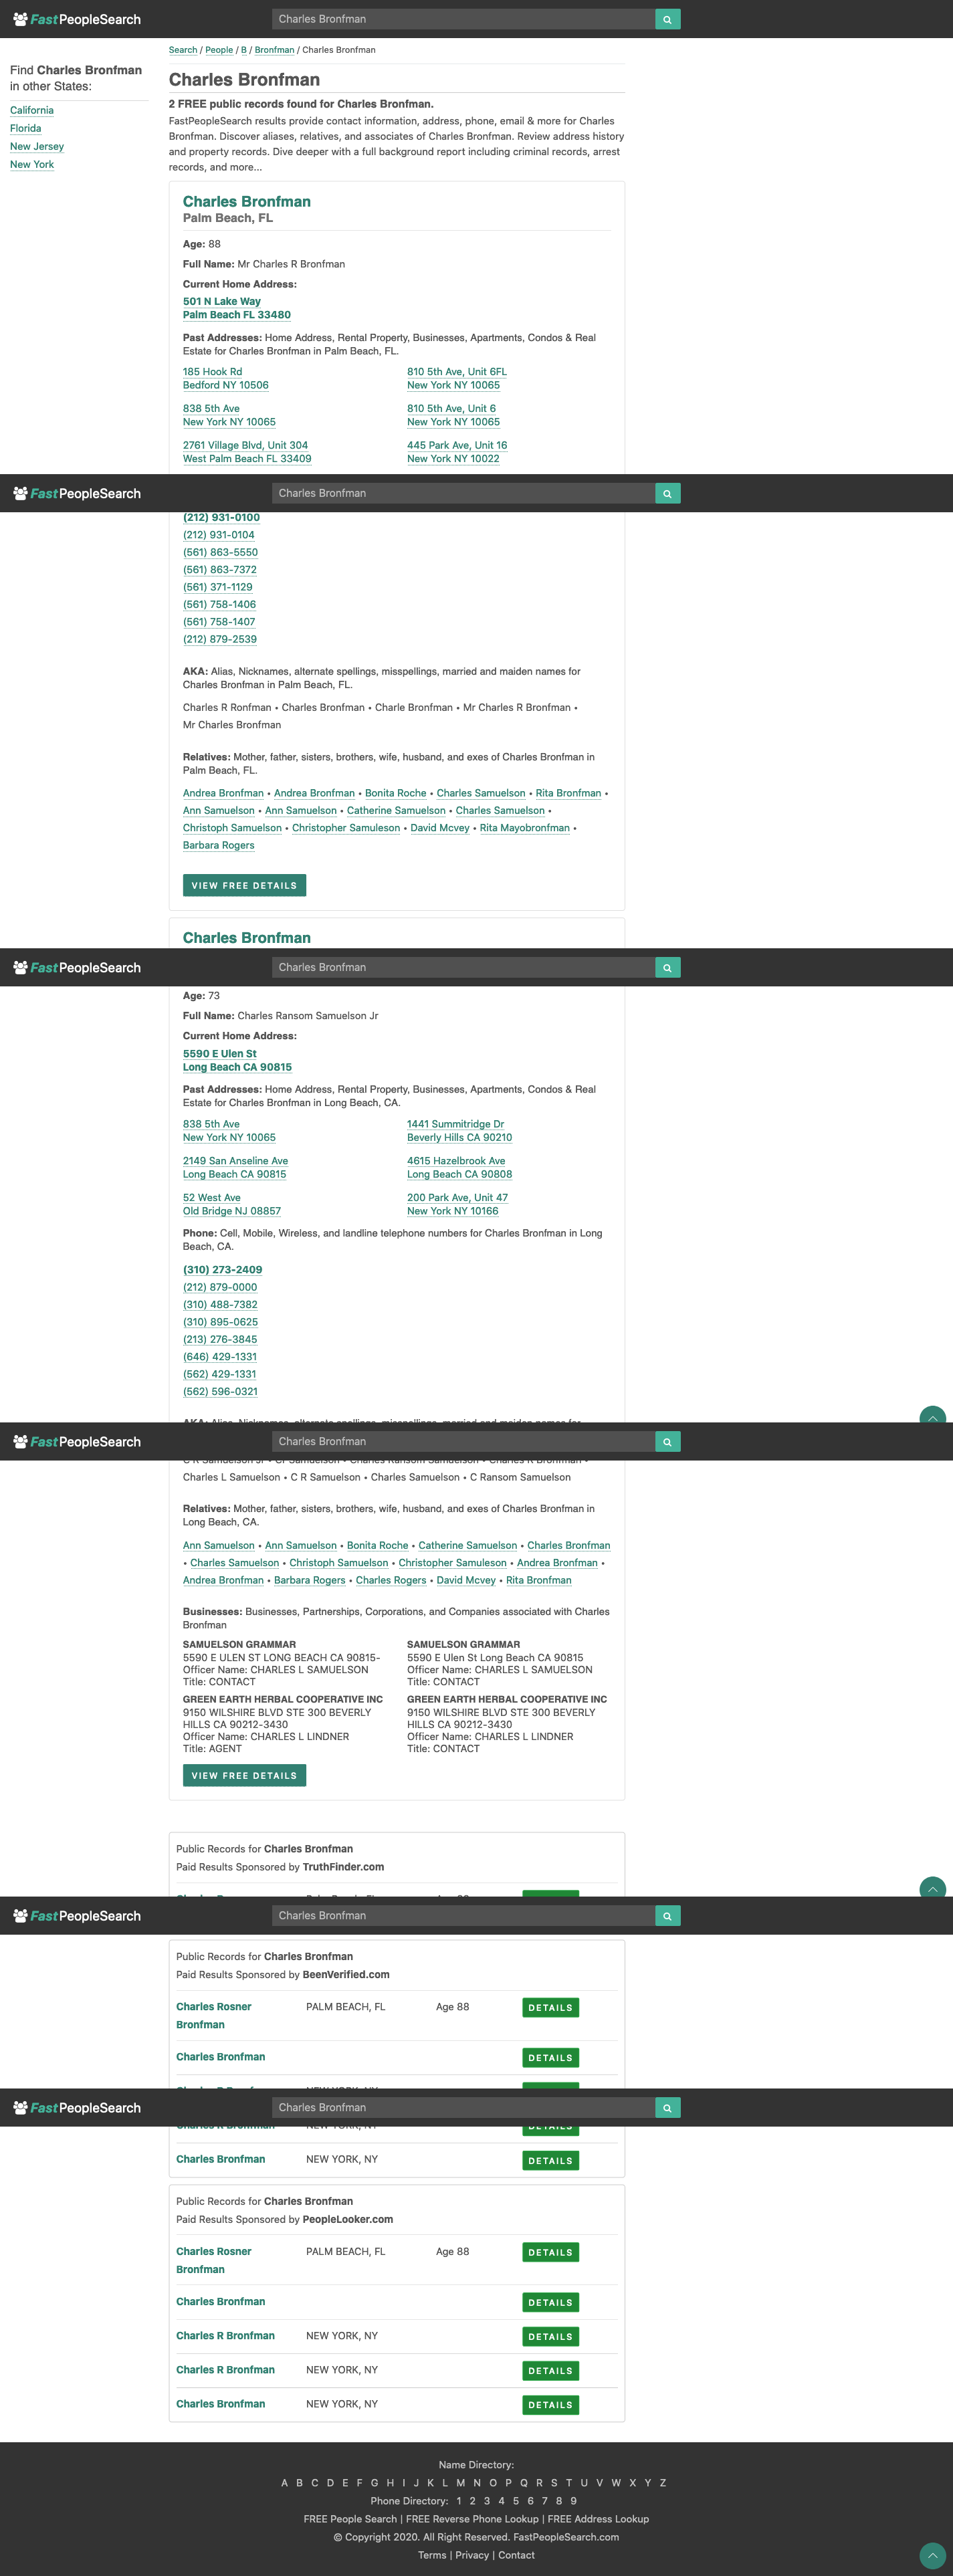 FastPeopleSearch
Charles Bronfman
Search / People / B / Bronfman / Charles Bronfman
Find Charles Bronfman
in other States:
California
Florida
New Jersey
New York
Charles Bronfman
2 FREE public records found for Charles Bronfman.
FastPeopleSearch results provide contact information, address, phone, email & more for Charles
Bronfman. Discover aliases, relatives, and associates of Charles Bronfman. Review address history
and property records. Dive deeper with a full background report including criminal records, arrest
records, and more...
Charles Bronfman
Palm Beach, FL
Age: 88
Full Name: Mr Charles R Bronfman
Current Home Address:
501 N Lake Way
Palm Beach FL 33480
Past Addresses: Home Address, Rental Property, Businesses, Apartments, Condos & Real
Estate for Charles Bronfman in Palm Beach, FL.
185 Hook Rd
Bedford NY 10506
810 5th Ave, Unit 6FL
New York NY 10065
838 5th Ave
New York NY 10065
810 5th Ave, Unit 6
New York NY 10065
2761 Village Blvd, Unit 304
West Palm Beach FL 33409
445 Park Ave, Unit 16
New York NY 10022
FastPeopleSearch
Charles Bronfman
(212) 931-0100
(212) 931-0104
(561) 863-5550
(561) 863-7372
(561) 371-1129
(561) 758-1406
(561) 758-1407
(212) 879-2539
AKA: Alias, Nicknames, alternate spellings, misspellings, married and maiden names for
Charles Bronfman in Palm Beach, FL.
Charles R Ronfman • Charles Bronfman • Charle Bronfman • Mr Charles R Bronfman •
Mr Charles Bronfman
Relatives: Mother, father, sisters, brothers, wife, husband, and exes of Charles Bronfman in
Palm Beach, FL.
Andrea Bronfman • Andrea Bronfman • Bonita Roche • Charles Samuelson • Rita Bronfman •
Ann Samuelson • Ann Samuelson • Catherine Samuelson • Charles Samuelson •
Christoph Samuelson • Christopher Samuleson • David Mcvey • Rita Mayobronfman •
Barbara Rogers
VIEW FREE DETAILS
Charles Bronfman
FastPeopleSearch
Charles Bronfman
Age: 73
Full Name: Charles Ransom Samuelson Jr
Current Home Address:
5590 E Ulen St
Long Beach CA 90815
Past Addresses: Home Address, Rental Property, Businesses, Apartments, Condos & Real
Estate for Charles Bronfman in Long Beach, CA.
838 5th Ave
New York NY 10065
1441 Summitridge Dr
Beverly Hills CA 90210
2149 San Anseline Ave
Long Beach CA 90815
4615 Hazelbrook Ave
Long Beach CA 90808
52 West Ave
Old Bridge NJ 08857
200 Park Ave, Unit 47
New York NY 10166
Phone: Cell, Mobile, Wireless, and landline telephone numbers for Charles Bronfman in Long
Beach, CA.
(310) 273-2409
(212) 879-0000
(310) 488-7382
(310) 895-0625
(213) 276-3845
(646) 429-1331
(562) 429-1331
(562) 596-0321
AKA: Alias, Nicknames, alternate spellings, misspellings, married and maiden names for
FastPeopleSearch
Charles Bronfman
Charles Ransom Samuelson • Charles R Bronfman •
Charles L Samuelson • C R Samuelson • Charles Samuelson • C Ransom Samuelson
Relatives: Mother, father, sisters, brothers, wife, husband, and exes of Charles Bronfman in
Long Beach, CA.
Ann Samuelson • Ann Samuelson • Bonita Roche • Catherine Samuelson • Charles Bronfman
• Charles Samuelson • Christoph Samuelson • Christopher Samuleson • Andrea Bronfman •
Andrea Bronfman • Barbara Rogers • Charles Rogers • David Mcvey • Rita Bronfman
Businesses: Businesses, Partnerships, Corporations, and Companies associated with Charles
Bronfman
SAMUELSON GRAMMAR
5590 E ULEN ST LONG BEACH CA 90815-
Officer Name: CHARLES L SAMUELSON
Title: CONTACT
SAMUELSON GRAMMAR
5590 E Ulen St Long Beach CA 90815
Officer Name: CHARLES L SAMUELSON
Title: CONTACT
GREEN EARTH HERBAL COOPERATIVE INC
9150 WILSHIRE BLVD STE 300 BEVERLY
HILLS CA 90212-3430
Officer Name: CHARLES L LINDNER
Title: AGENT
GREEN EARTH HERBAL COOPERATIVE INC
9150 WILSHIRE BLVD STE 300 BEVERLY
HILLS CA 90212-3430
Officer Name: CHARLES L LINDNER
Title: CONTACT
VIEW FREE DETAILS
Public Records for Charles Bronfman
Paid Results Sponsored by TruthFinder.com
FastPeopleSearch
Charles Bronfman
Public Records for Charles Bronfman
Paid Results Sponsored by BeenVerified.com
Charles Rosner
Bronfman
PALM BEACH, FL
Age 88
DETAILS
Charles Bronfman
DETAILS
FastPeopleSearch
Charles Bronfman
Charles R Bronfman
NEW YORK, NY
DETAILS
Charles Bronfman
NEW YORK, NY
DETAILS
Public Records for Charles Bronfman
Paid Results Sponsored by PeopleLooker.com
Charles Rosner
Bronfman
PALM BEACH, FL
Age 88
DETAILS
Charles Bronfman
DETAILS
Charles R Bronfman
NEW YORK, NY
DETAILS
Charles R Bronfman
NEW YORK, NY
DETAILS
Charles Bronfman
NEW YORK, NY
DETAILS
Name Directory:
A B C D E F G H I J K L M N O P Q R S T U V W X Y Z
Phone Directory: 1 2 3 4 5 6 7 8 9
FREE People Search | FREE Reverse Phone Lookup | FREE Address Lookup
© Copyright 2020. All Right Reserved. FastPeopleSearch.com
Terms | Privacy | Contact